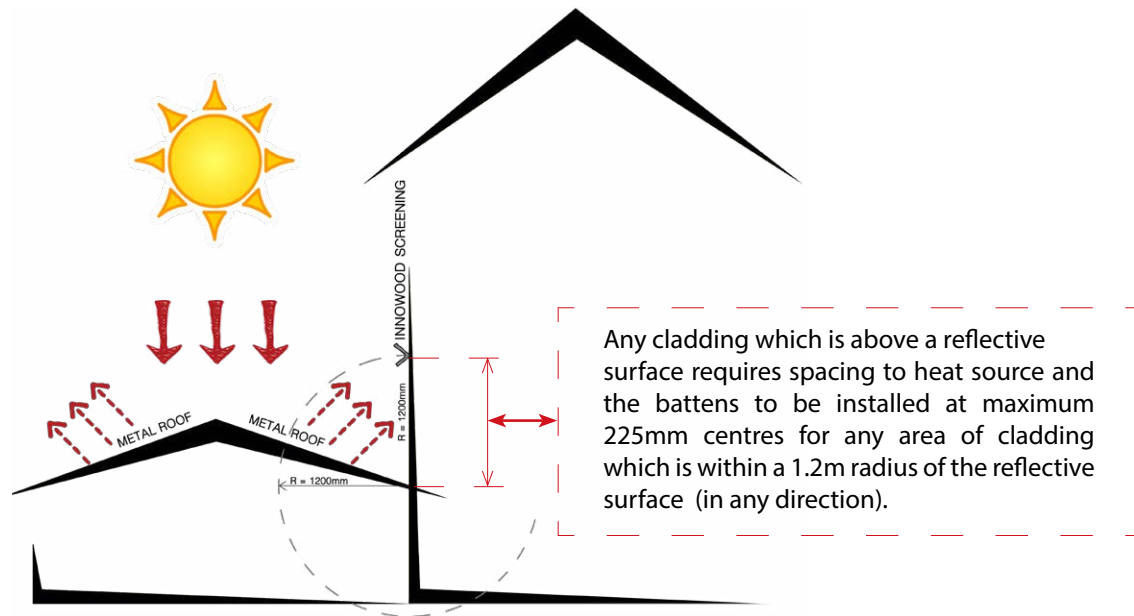 INNOWOOD SCREENING
R = 1200mm
METAL ROOF
METAL ROOF
R = 1200mm
Any cladding which is above a reflective
surface requires spacing to heat source and
the battens to be installed at maximum
225mm centres for any area of cladding
which is within a 1.2m radius of the reflective
surface (in any direction).